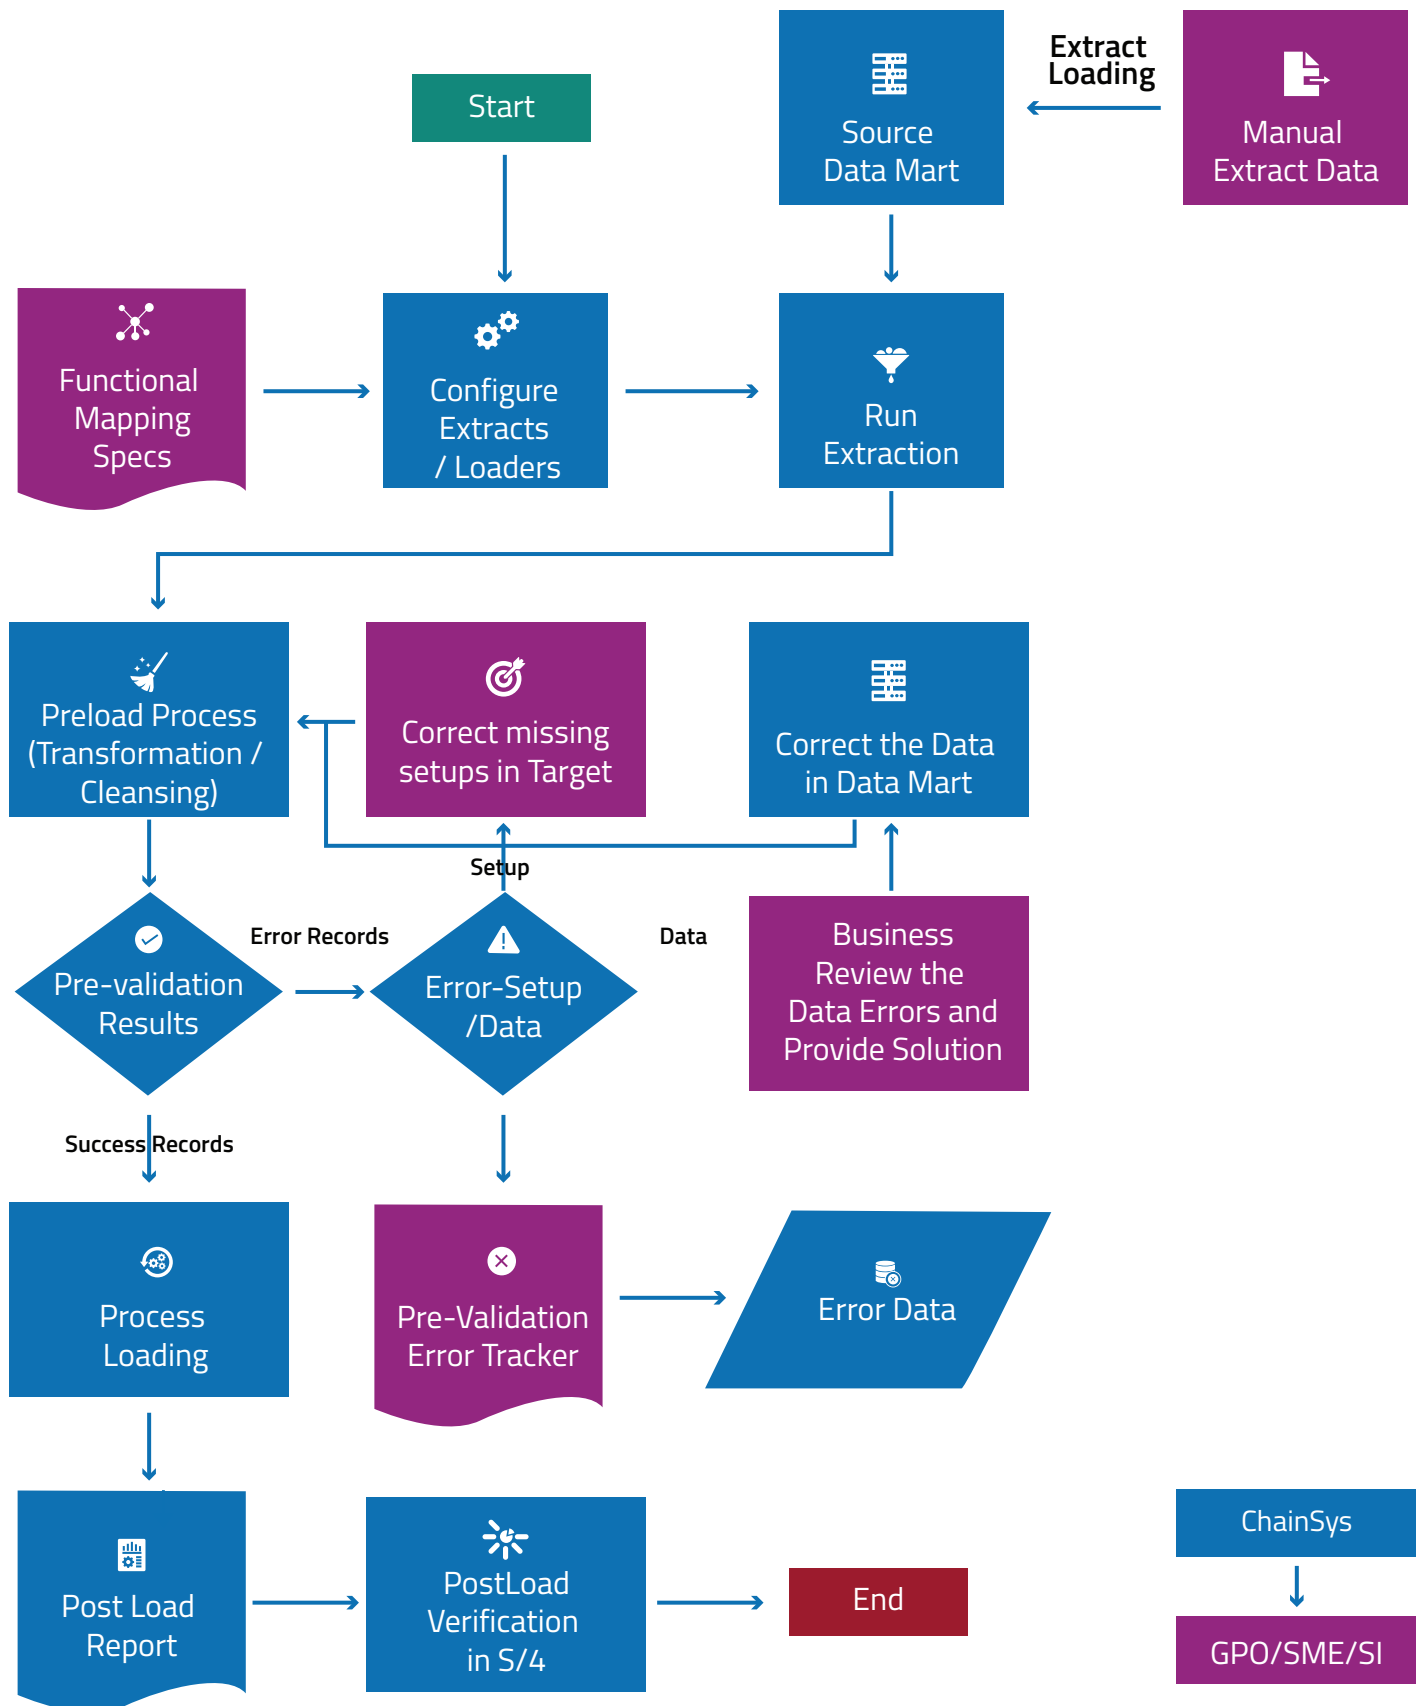 Start
Source
Data Mart
Extract
Loading
Manual
Extract Data
Functional
Mapping
Specs
Configure
Extracts
/ Loaders
Run
Extraction
Preload Process
(Transformation /
Cleansing)
Correct missing
setups in Target
Correct the Data
in Data Mart
Setup
Pre-validation
Results
Error Records
Error-Setup
/Data
Data
Business
Review the
Data Errors and
Provide Solution
Success Records
Process
Loading
Pre-Validation
Error Tracker
Error Data
Post Load
Report
PostLoad
Verification
in S/4
End
ChainSys
GPO/SME/SI